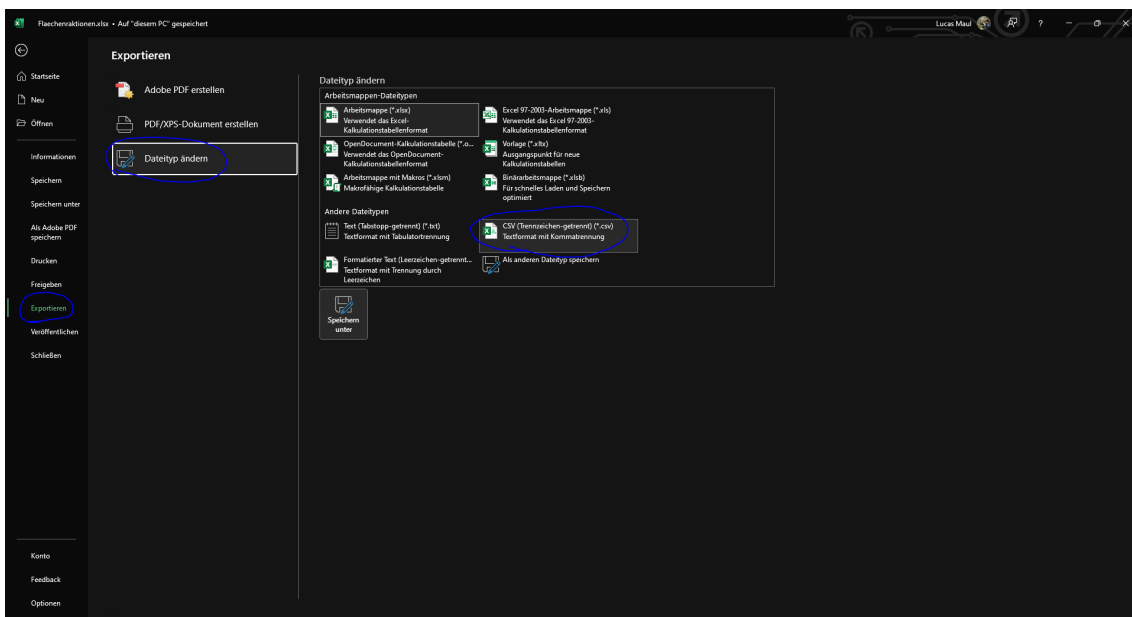 Flaechenraktionen.xlsx • Auf "diesem PC" gespeichert
Lucas Maul
?
Exportieren
Startseite
Neu
Öffnen
Informationen
Speichern
Speichern unter
Als Adobe PDF
speichern
Drucken
Freigeben
Exportieren
Veröffentlichen
Schließen
Konto
Feedback
Optionen
Adobe PDF erstellen
PDF/XPS-Dokument erstellen
Dateityp ändern
Dateityp ändern
Arbeitsmappen-Dateitypen
Arbeitsmappe (*.xlsx)
Verwendet das Excel-
Kalkulationstabellenformat
Excel 97-2003-Arbeitsmappe (*.xls)
Verwendet das Excel 97-2003-
Kalkulationstabellenformat
OpenDocument-Kalkulationstabelle (*.o...
Verwendet das OpenDocument-
Kalkulationstabellenformat
Vorlage (*.xltx)
Ausgangspunkt für neue
Kalkulationstabellen
Arbeitsmappe mit Makros (*.xlsm)
Makrofähige Kalkulationstabelle
Binärarbeitsmappe (*.xlsb)
Für schnelles Laden und Speichern
optimiert
Andere Dateitypen
Text (Tabstopp-getrennt) (*.txt)
Textformat mit Tabulatortrennung
CSV (Trennzeichen-getrennt) (*.csv)
Textformat mit Kommatrennung
Formatierter Text (Leerzeichen-getrennt...
Textformat mit Trennung durch
Leerzeichen
Als anderen Dateityp speichern
Speichern
unter